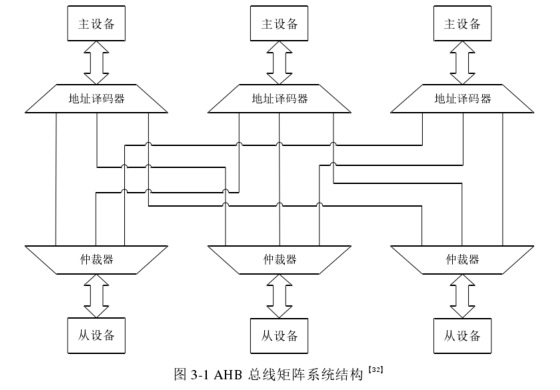 主设备 主设备 主设备
地址译码器 地址译码器 地址译码器
仲裁器 仲裁器 仲裁器
从设备 从设备 从设备
图 3-1 AHB 总线矩阵系统结构【32】